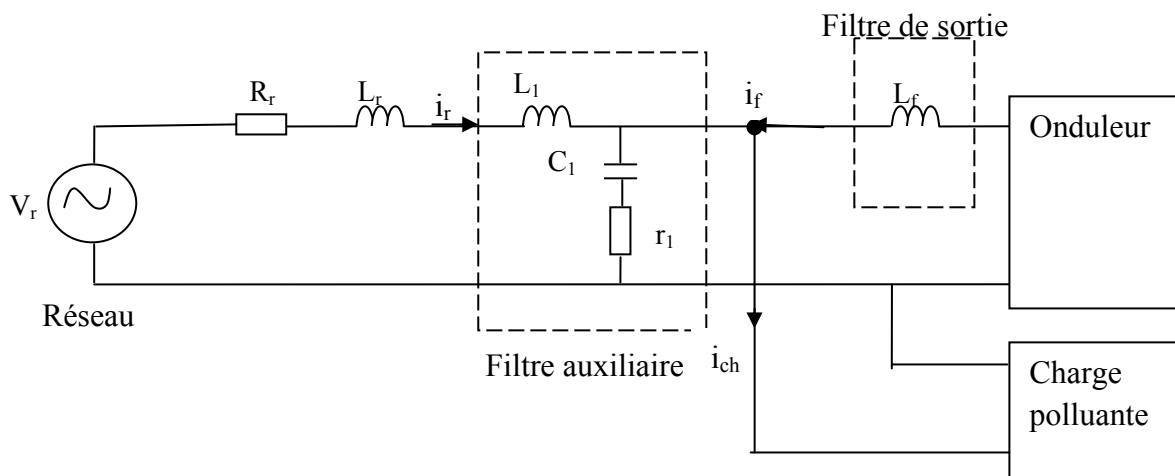 Filtre de sortie
R_r
L_r
i_r
L_1
i_f
L_f
Onduleur
C_1
V_r
r_1
Réseau
Filtre auxiliaire
i_ch
Charge
polluante